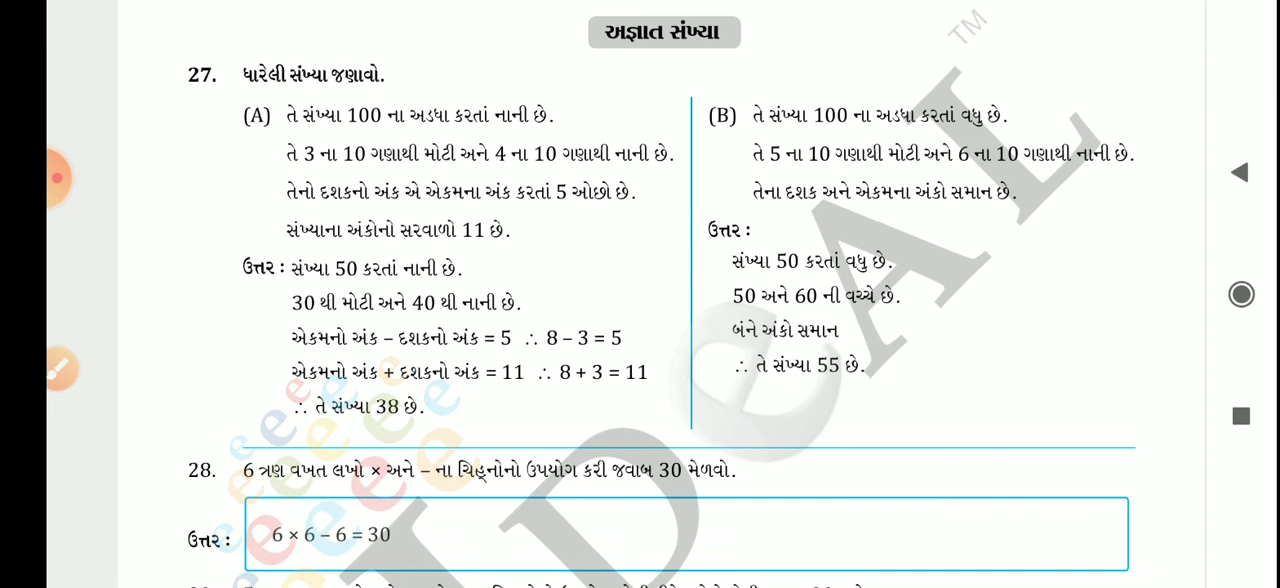 અજ્ઞાત સંખ્યા
TM
27. ધારેલી સંખ્યા જણાવો.
(A) તે સંખ્યા 100 ના અડધા કરતાં નાની છે.
તે 3 ના 10 ગણાથી મોટી અને 4 ના 10 ગણાથી નાની છે.
તેનો દશકનો અંક એ એકમના અંક કરતાં 5 ઓછો છે.
સંખ્યાના અંકોનો સરવાળો 11 છે.
ઉત્તર : સંખ્યા 50 કરતાં નાની છે.
30 થી મોટી અને 40 થી નાની છે.
એકમનો અંક – દશકનો અંક = 5 ∴ 8 – 3 = 5
એકમનો અંક + દશકનો અંક = 11 ∴ 8 + 3 = 11
∴ તે સંખ્યા 38 છે.
(B) તે સંખ્યા 100 ના અડધા કરતાં વધુ છે.
તે 5 ના 10 ગણાથી મોટી અને 6 ના 10 ગણાથી નાની છે.
તેના દશક અને એકમના અંકો સમાન છે.
ઉત્તર :
સંખ્યા 50 કરતાં વધુ છે.
50 અને 60 ની વચ્ચે છે.
બંને અંકો સમાન
∴ તે સંખ્યા 55 છે.
28. 6 ત્રણ વખત લખો × અને – ના ચિહ્નોનો ઉપયોગ કરી જવાબ 30 મેળવો.
ઉત્તર : 6 × 6 – 6 = 30
IDeAL